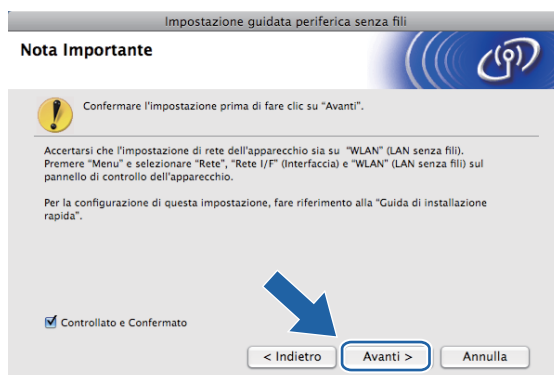 Impostazione guidata periferica senza fili
Nota Importante
Confermare l'impostazione prima di fare clic su "Avanti".
Accertarsi che l'impostazione di rete dell'apparecchio sia su "WLAN" (LAN senza fili).
Premere "Menu" e selezionare "Rete", "Rete I/F" (Interfaccia) e "WLAN" (LAN senza fili) sul
pannello di controllo dell'apparecchio.
Per la configurazione di questa impostazione, fare riferimento alla "Guida di installazione
rapida".
Controllato e Confermato
< Indietro Avanti > Annulla